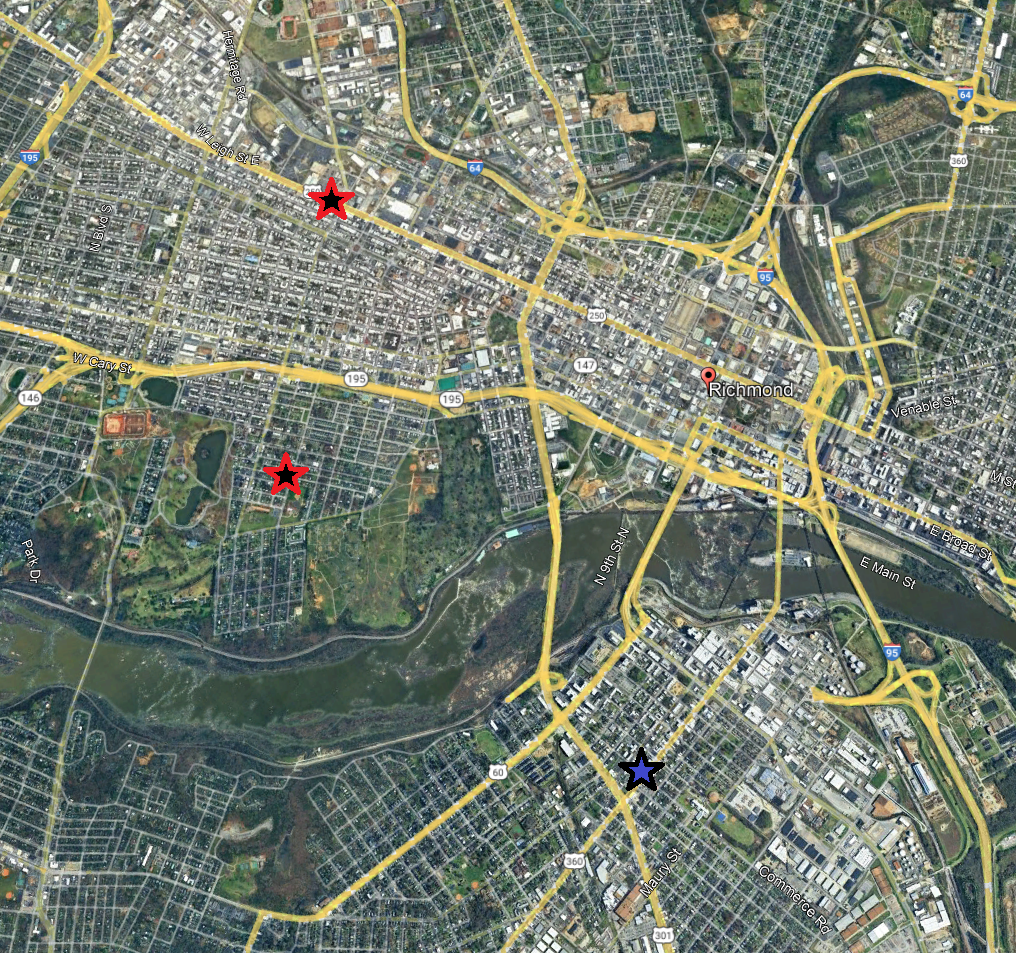 Hermitage Rd
64
W Leigh St E
195
64
360
N Blvd S
95
250
147
W Cary St
195
195
146
Richmond
Venable St
M St
E Broad St
E Main St
N 9th St N
Park Dr
95
60
360
Maury St
Commerce Rd
301